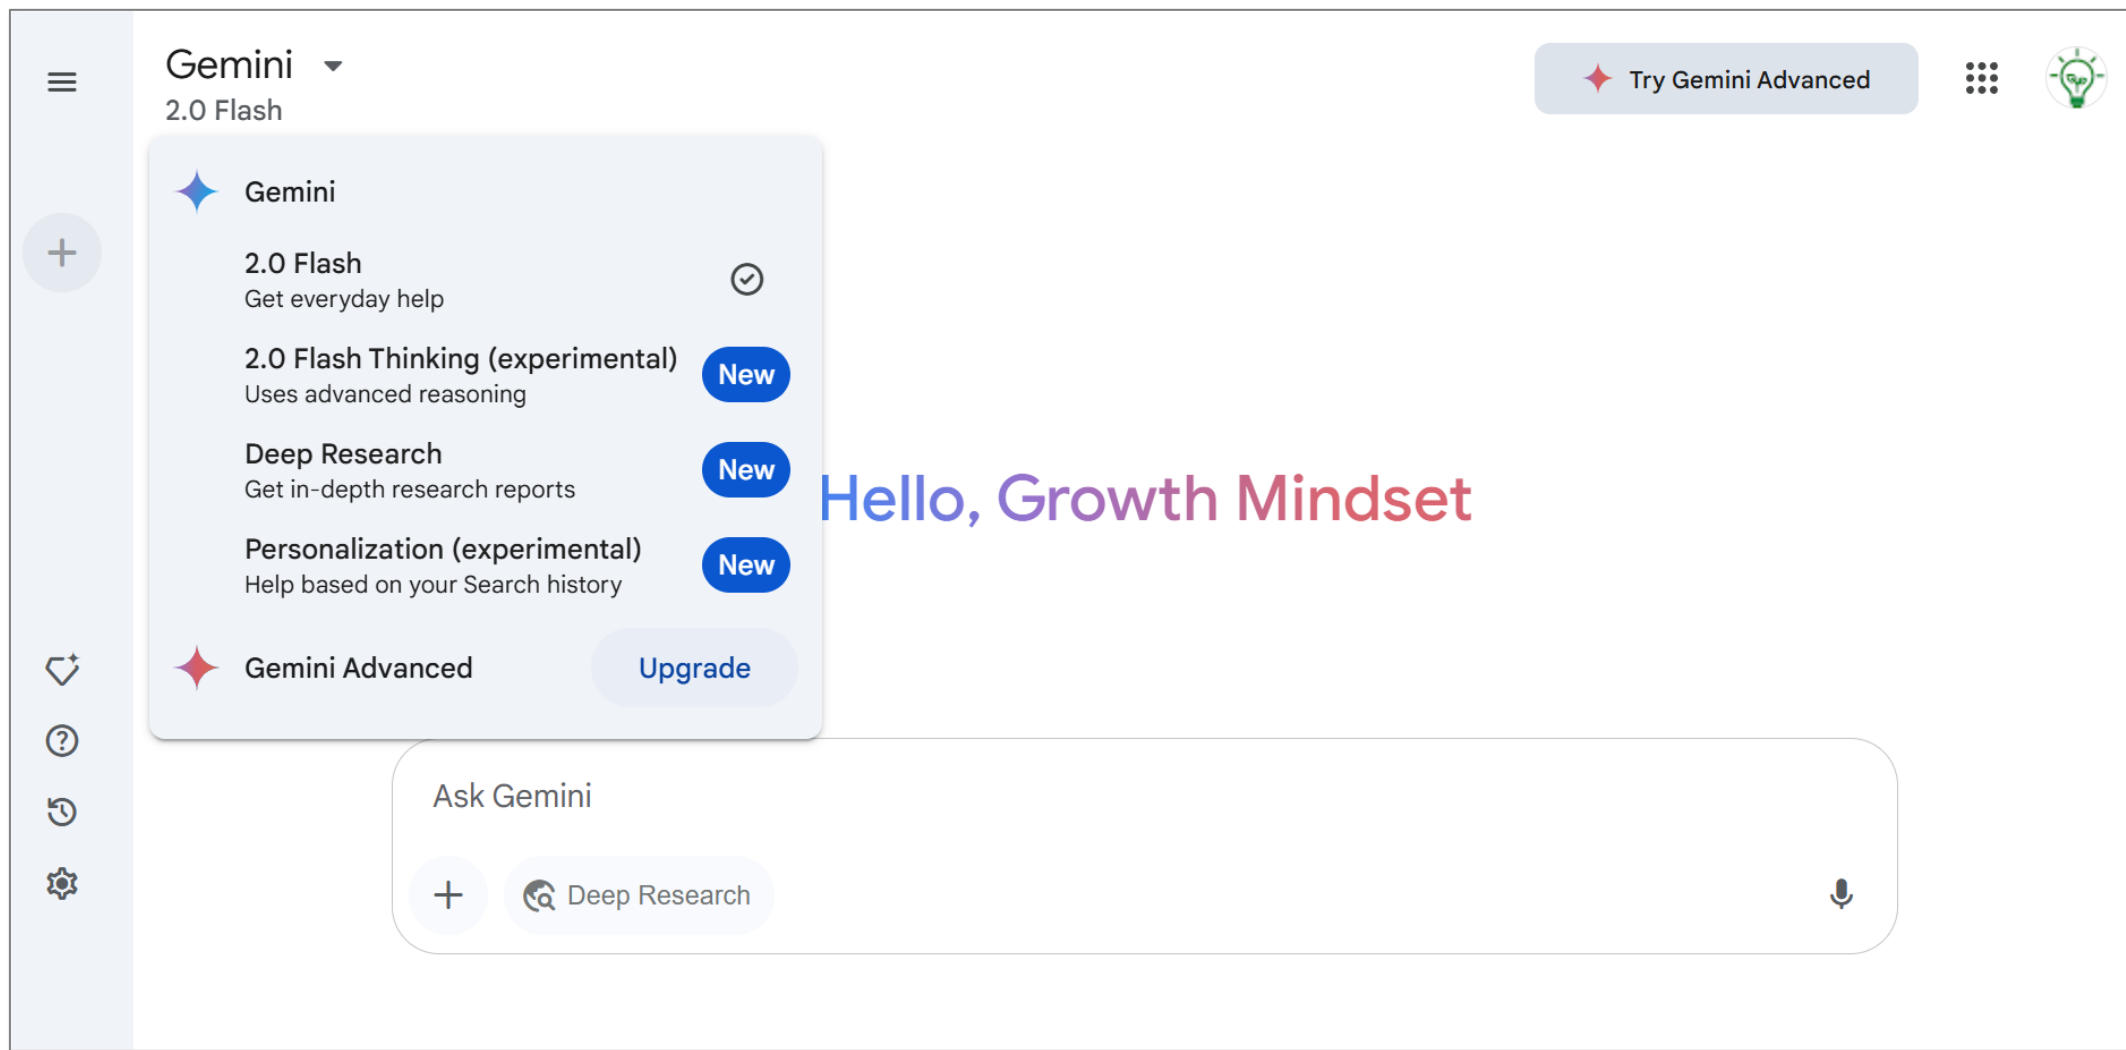 Gemini
2.0 Flash
Try Gemini Advanced
Gemini
2.0 Flash
Get everyday help
2.0 Flash Thinking (experimental)
Uses advanced reasoning
New
Deep Research
Get in-depth research reports
New
Personalization (experimental)
Help based on your Search history
New
Gemini Advanced
Upgrade
Hello, Growth Mindset
Ask Gemini
Deep Research